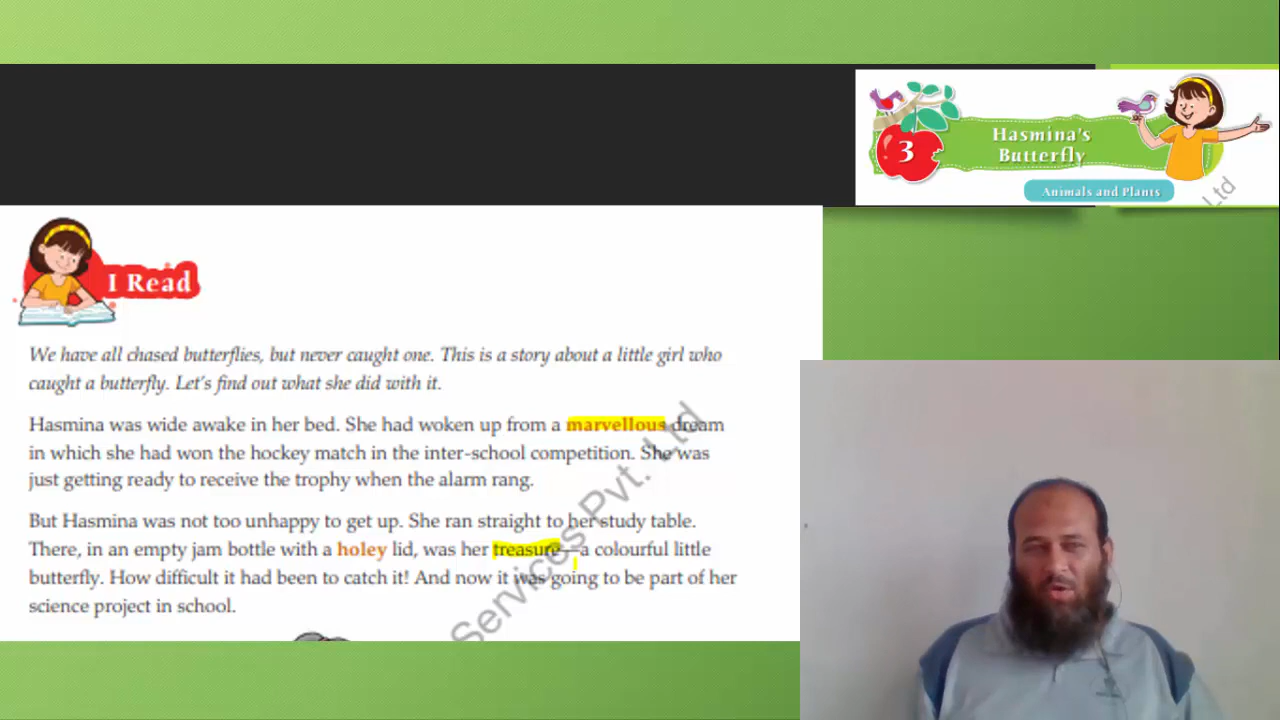 3
Hasmina's
Butterfly
Animals and Plants
Ltd
I Read
We have all chased butterflies, but never caught one. This is a story about a little girl who
caught a butterfly. Let's find out what she did with it.
Hasmina was wide awake in her bed. She had woken up from a marvellous dream
in which she had won the hockey match in the inter-school competition. She was
just getting ready to receive the trophy when the alarm rang.
But Hasmina was not too unhappy to get up. She ran straight to her study table.
There, in an empty jam bottle with a holey lid, was her treasure—a colourful little
butterfly. How difficult it had been to catch it! And now it was going to be part of her
science project in school.
Services Pvt. Ltd